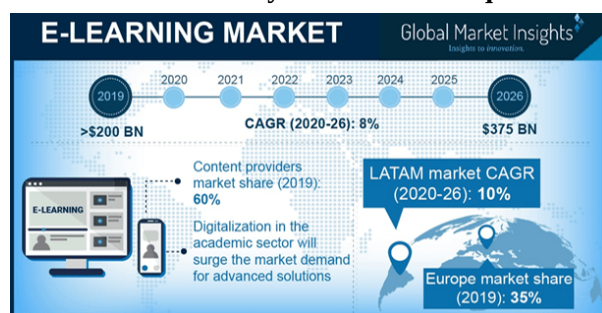 E-LEARNING MARKET
Global Market Insights
Insights to innovation.
2019
2020
2021
2022
2023
2024
2025
2026
>$200 BN
CAGR (2020-26): 8%
$375 BN
Content providers
market share (2019):
60%
Digitalization in the
academic sector will
surge the market demand
for advanced solutions
E-LEARNING
LATAM market CAGR
(2020-26): 10%
Europe market share
(2019): 35%